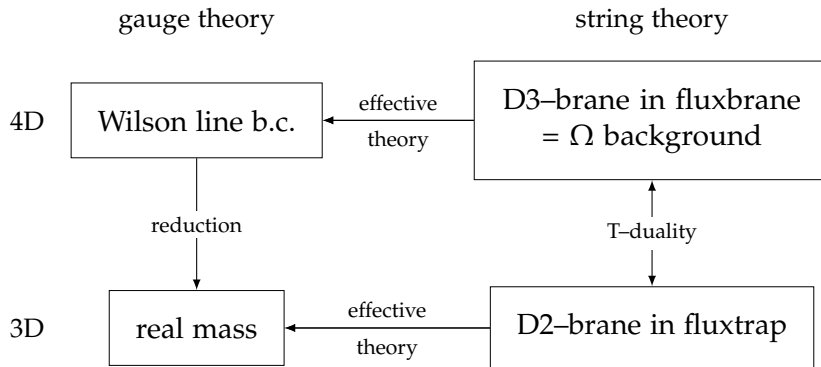 gauge theory string theory
4D
Wilson line b.c.
effective
theory
D3–brane in fluxbrane
= Ω background
reduction
T–duality
3D
real mass
effective
theory
D2–brane in fluxtrap